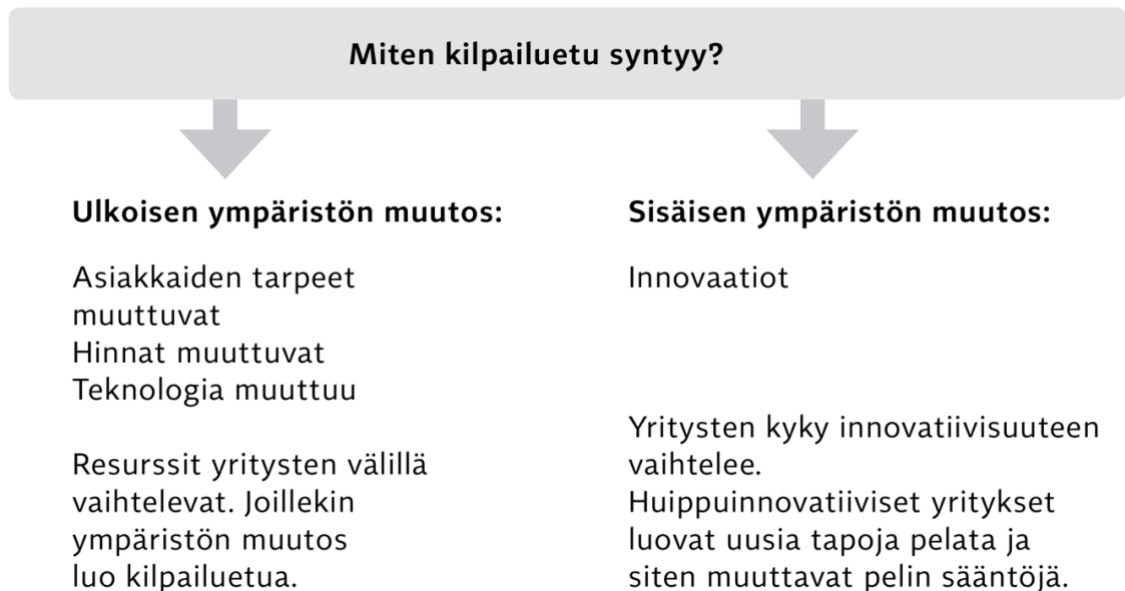 Miten kilpailuetu syntyy?
Ulkoisen ympäristön muutos:
Asiakkaiden tarpeet
muuttuvat
Hinnat muuttuvat
Teknologia muuttuu
Resurssit yritysten välillä
vaihtelevat. Joillekin
ympäristön muutos
luo kilpailuetua.
Sisäisen ympäristön muutos:
Innovaatiot
Yritysten kyky innovatiivisuuteen
vaihtelee.
Huippuinnovatiiviset yritykset
luovat uusia tapoja pelata ja
siten muuttavat pelin sääntöjä.